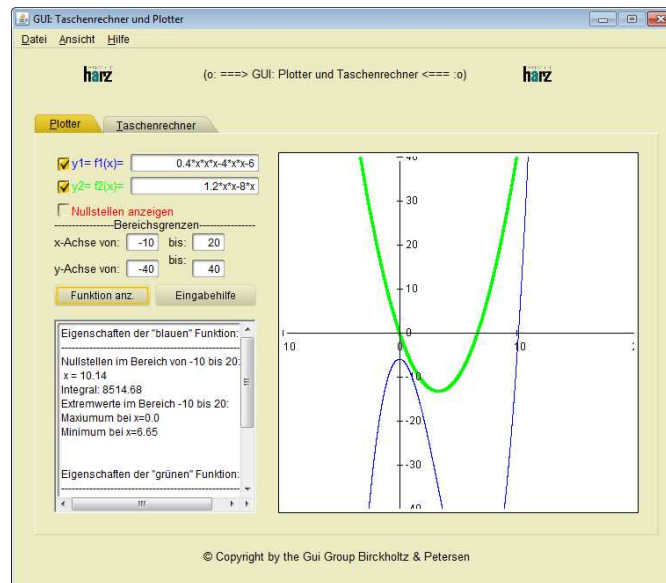 GUI: Taschenrechner und Plotter
Datei Ansicht Hilfe
harz
(o: ===> GUI: Plotter und Taschenrechner <=== :o)
harz
Plotter
Taschenrechner
y1= f1(x)= 0.4*x*x*x-4*x*x-6
y2= f2(x)= 1.2*x*x-8*x
Nullstellen anzeigen
----------------Bereichsgrenzen---------------
x-Achse von: -10 bis: 20
y-Achse von: -40 bis: 40
Funktion anz. Eingabehilfe
Eigenschaften der "blauen" Funktion:
Nullstellen im Bereich von -10 bis 20:
x = 10.14
Integral: 8514.68
Extremwerte im Bereich -10 bis 20:
Maxiumum bei x=0.0
Minimum bei x=6.65
Eigenschaften der "grünen" Funktion:
40
30
20
10
10 0 10
-10
-20
-30
40
© Copyright by the Gui Group Birckholtz & Petersen